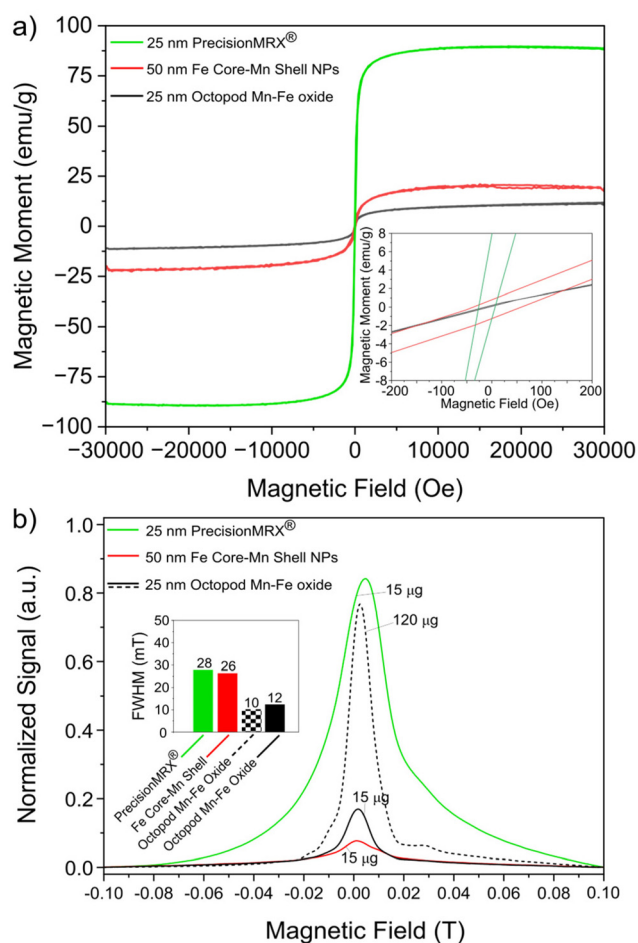 a)
25 nm PrecisionMRX®
50 nm Fe Core-Mn Shell NPs
25 nm Octopod Mn-Fe oxide
Magnetic Moment (emu/g)
100
75
50
25
0
−25
−50
−75
−100
−30000 −20000 −10000 0 10000 20000 30000
Magnetic Field (Oe)
Magnetic Moment (emu/g)
8
6
4
2
0
-2
-4
-6
-8
-200 -100 0 100 200
Magnetic Field (Oe)
b)
25 nm PrecisionMRX®
50 nm Fe Core-Mn Shell NPs
25 nm Octopod Mn-Fe oxide
Normalized Signal (a.u.)
1.0
0.8
0.6
0.4
0.2
0.0
-0.10 -0.08 -0.06 -0.04 -0.02 0.00 0.02 0.04 0.06 0.08 0.10
Magnetic Field (T)
15 µg
120 µg
15 µg
15 µg
FWHM (mT)
50
40
30
20
10
0
28
26
10
12
PrecisionMRX®
Fe Core-Mn Shell
Octopod Mn-Fe Oxide
Octopod Mn-Fe Oxide